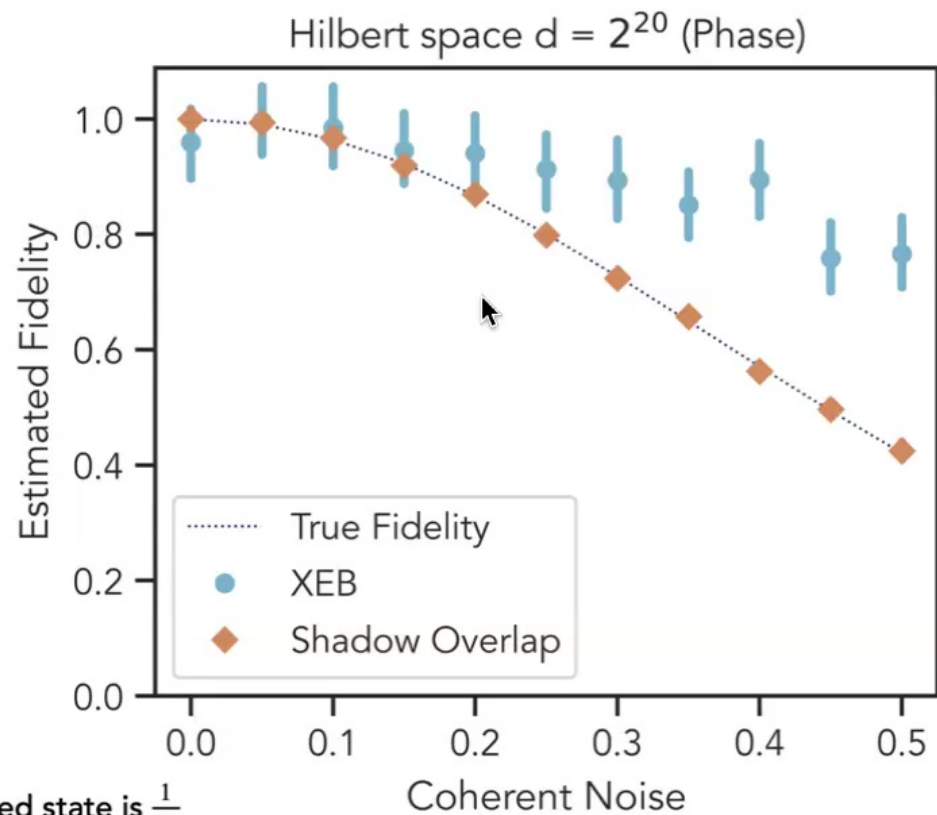 Hilbert space d = 2²⁰ (Phase)
Estimated Fidelity
1.0
0.8
0.6
0.4
0.2
0.0
True Fidelity
XEB
Shadow Overlap
0.0 0.1 0.2 0.3 0.4 0.5
Coherent Noise
ed state is 1